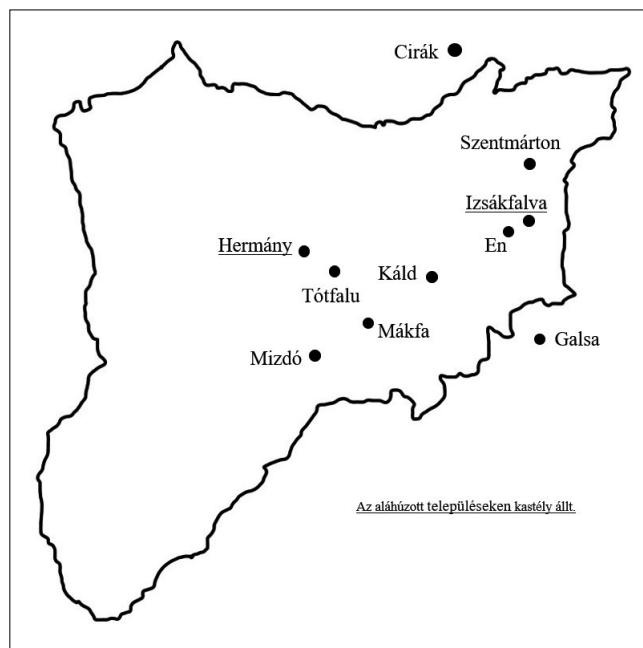 Cirák
Szentmárton
Izsákfalva
Hermány
En
Káld
Tótfalu
Mákfa
Galsa
Mizdó
Az aláhúzott településeken kastély állt.